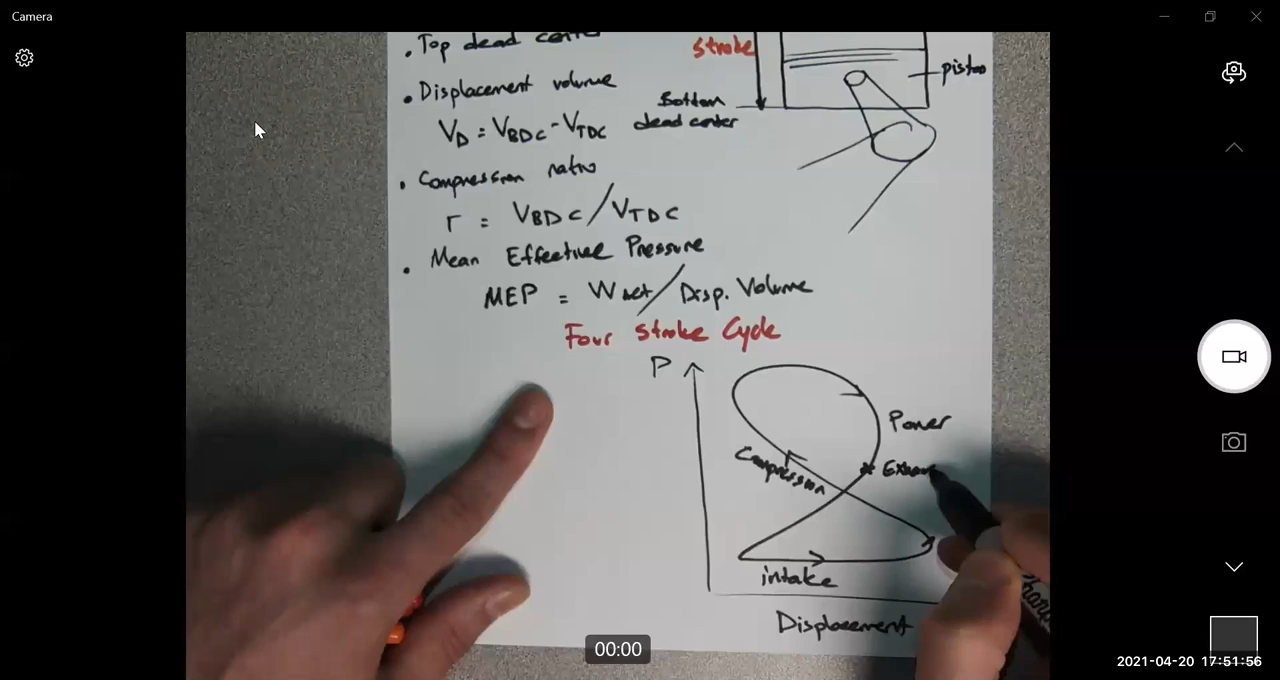 Camera
• Top dead center
stroke
piston
• Displacement volume
Bottom
dead center
VD = VBDC - VTDC
• Compression ratio
r = VBDC / VTDC
• Mean Effective Pressure
MEP = Wnet / Disp. Volume
Four Stroke Cycle
P
Power
Compression
Exhau
intake
Displacement
Shar
00:00
2021-04-20 17:51:56